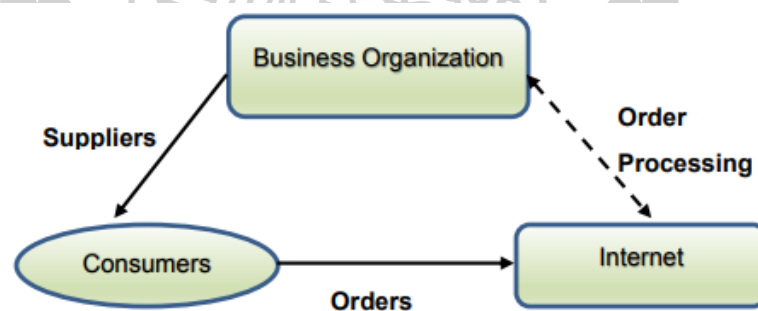 Business Organization
Suppliers
Order
Processing
Consumers
Internet
Orders